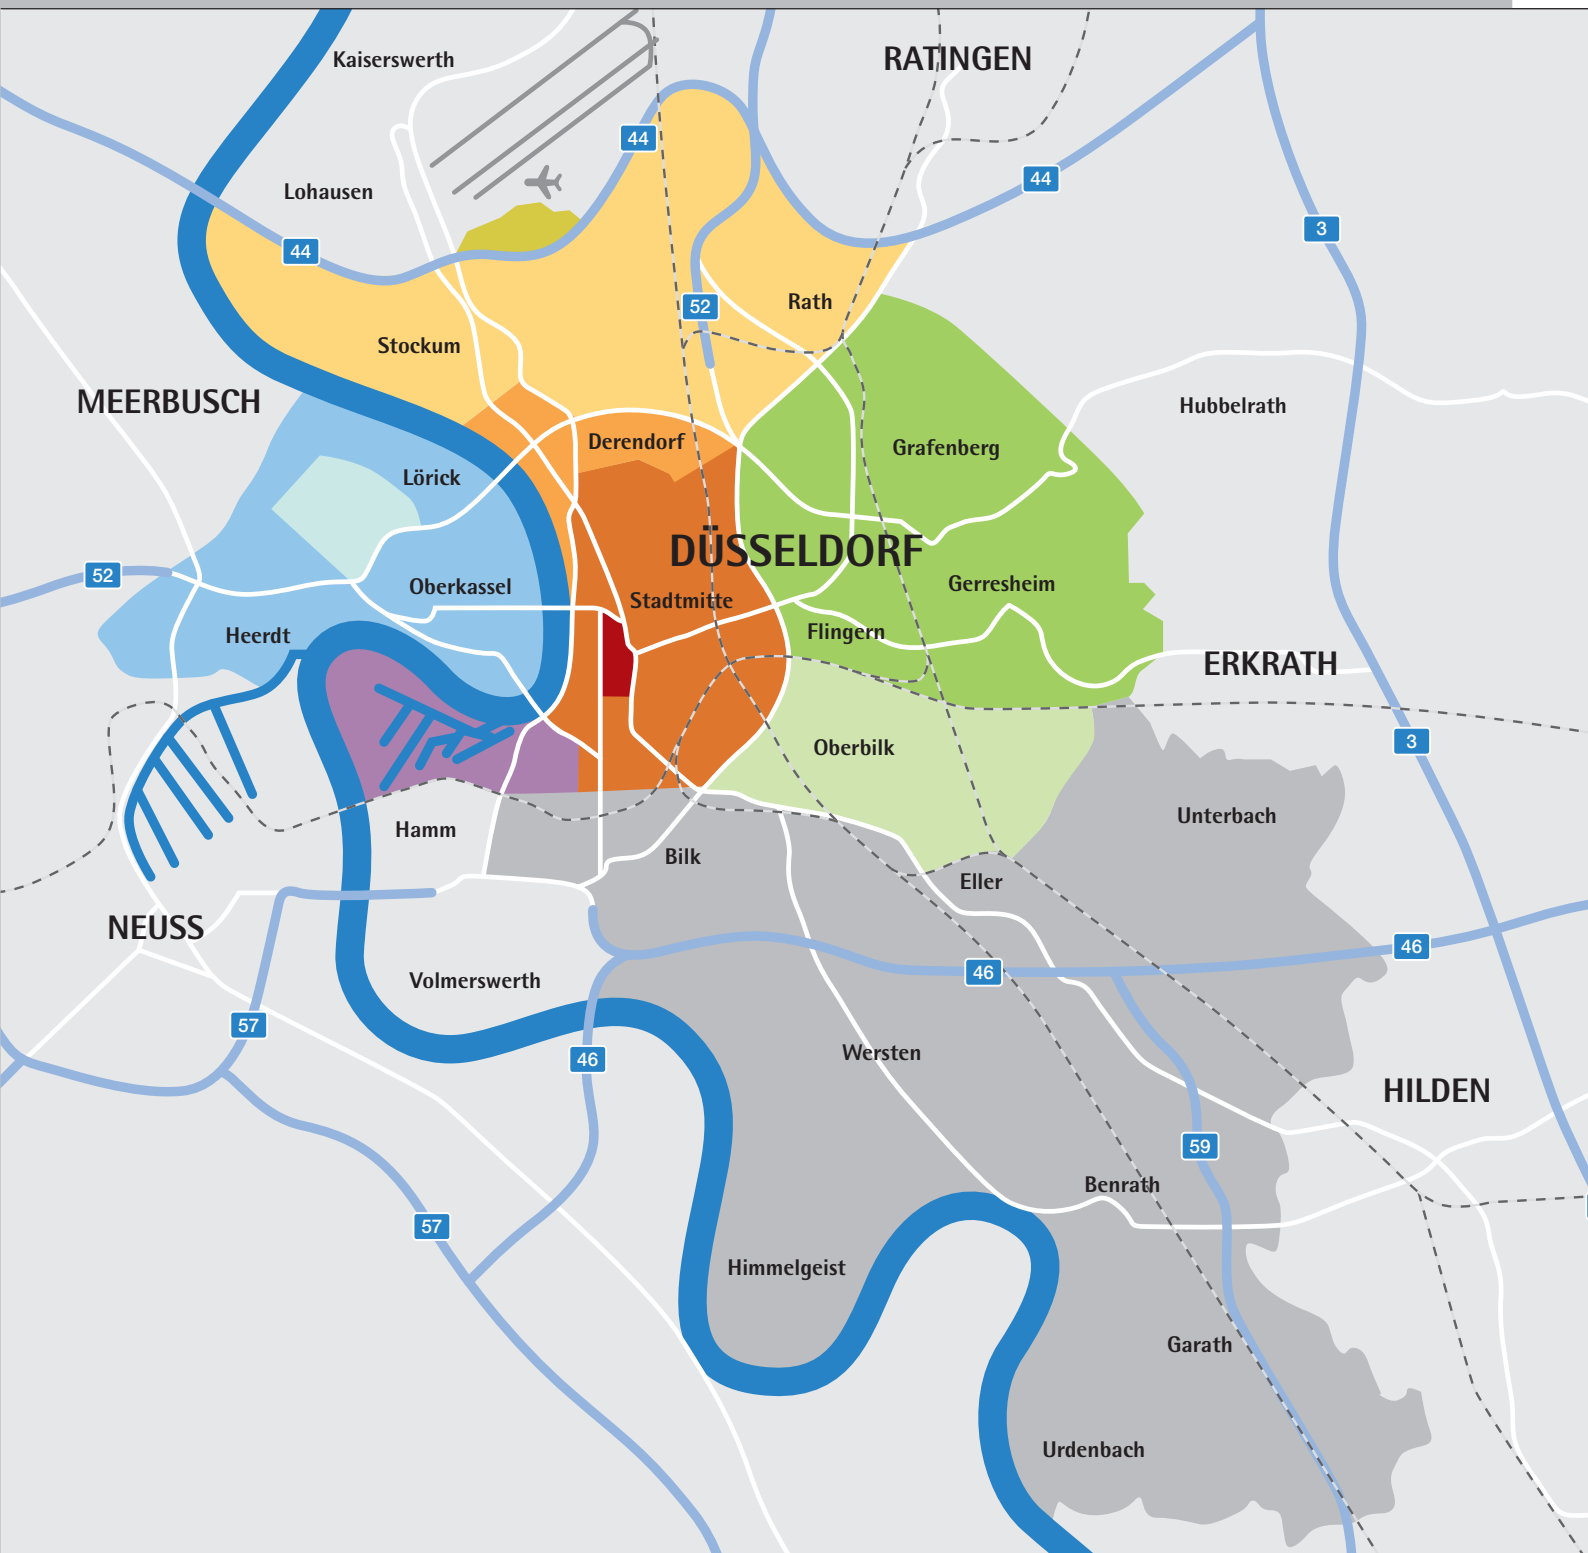 Kaiserswerth
RATINGEN
44
Lohausen
44
3
44
52
Rath
Stockum
MEERBUSCH
Hubbelrath
Derendorf
Grafenberg
Lörick
DÜSSELDORF
52
Oberkassel
Gerresheim
Stadtmitte
Heerdt
Flingern
ERKRATH
Oberbilk
3
Hamm
Unterbach
Bilk
Eller
NEUSS
46
46
Volmerswerth
57
46
Wersten
HILDEN
59
Benrath
57
Himmelgeist
Garath
Urdenbach